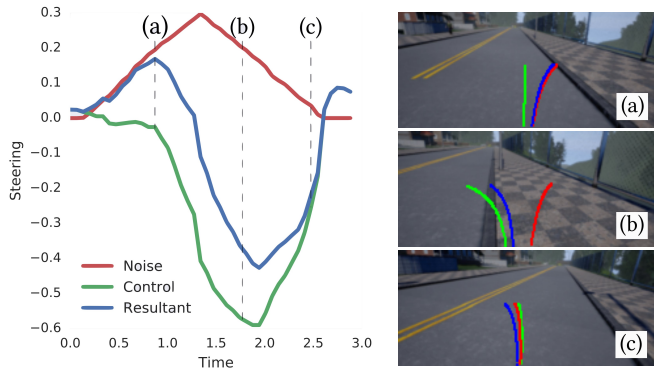 0.3
0.2
0.1
0.0
−0.1
−0.2
−0.3
−0.4
−0.5
−0.6
Steering
(a)
(b)
(c)
Noise
Control
Resultant
0.0
0.5
1.0
1.5
2.0
2.5
3.0
Time
(a)
(b)
(c)